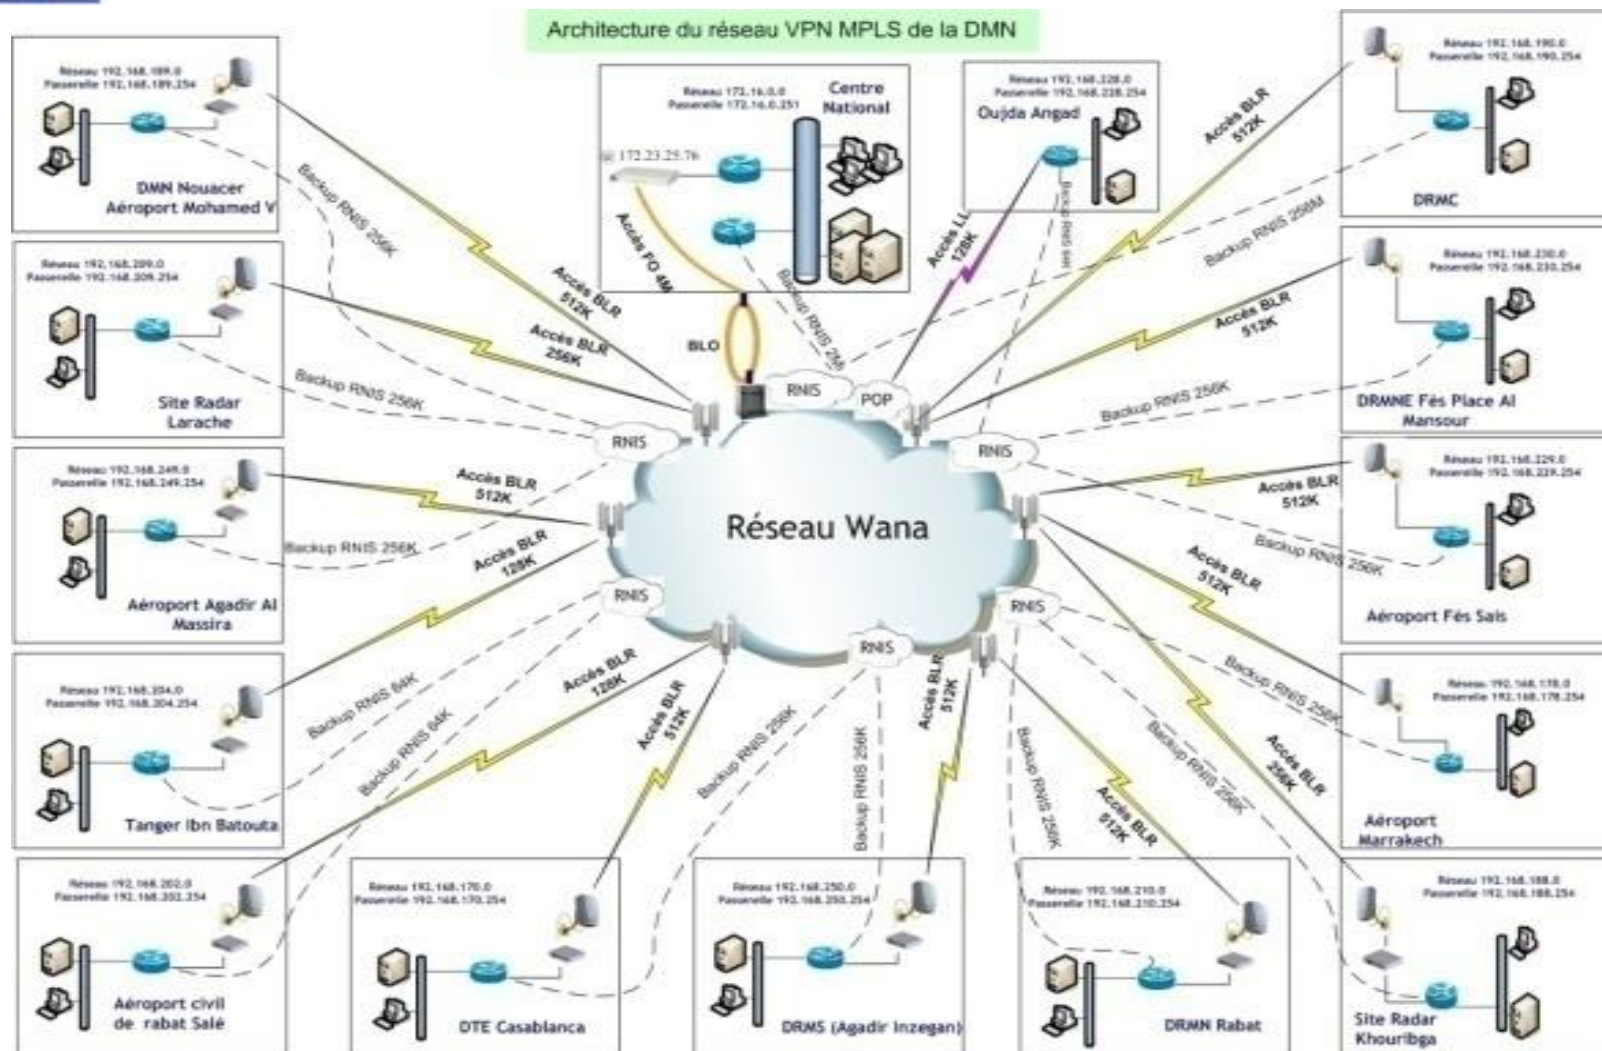 Architecture du réseau VPN MPLS de la DMN
Réseau 192.168.189.0
Passerelle 192.168.189.254
DMN Nouacer
Aéroport Mohamed V
Backup RNIS 256K
Accès BLR
512K
Réseau 172.16.0.0
Passerelle 172.16.0.251
Centre
National
172.23.25.76
Accès FO 4M
BLO
Backup RNIS 256
Réseau 192.168.228.0
Passerelle 192.168.228.254
Oujda Angad
Accès LL
128K
Backup RNIS 64K
Réseau 192.168.190.0
Passerelle 192.168.190.254
DRMC
Accès BLR
512K
Backup RNIS 256M
Réseau 192.168.209.0
Passerelle 192.168.209.254
Site Radar
Larache
Accès BLR
256K
Backup RNIS 256K
Réseau 192.168.230.0
Passerelle 192.168.230.254
DRMNE Fés Place Al
Mansour
Accès BLR
512K
Backup RNIS 256K
RNIS
POP
RNIS
RNIS
Réseau 192.168.249.0
Passerelle 192.168.249.254
Aéroport Agadir Al
Massira
Accès BLR
512K
Backup RNIS 256K
Réseau Wana
Réseau 192.168.229.0
Passerelle 192.168.229.254
Aéroport Fés Sais
Accès BLR
512K
Backup RNIS 256K
Réseau 192.168.204.0
Passerelle 192.168.204.254
Tanger Ibn Batouta
Accès BLR
128K
Backup RNIS 64K
RNIS
RNIS
RNIS
Réseau 192.168.178.0
Passerelle 192.168.178.254
Aéroport
Marrakech
Accès BLR
512K
Backup RNIS 256K
Réseau 192.168.202.0
Passerelle 192.168.202.254
Aéroport civil
de rabat Salé
Accès BLR
128K
Backup RNIS 64K
Réseau 192.168.170.0
Passerelle 192.168.170.254
DTE Casablanca
Accès BLR
512K
Backup RNIS 256K
Réseau 192.168.250.0
Passerelle 192.168.250.254
DRMS (Agadir Inzegan)
Accès BLR
512K
Backup RNIS 256K
Réseau 192.168.210.0
Passerelle 192.168.210.254
DRMN Rabat
Accès BLR
512K
Backup RNIS 256K
Réseau 192.168.188.0
Passerelle 192.168.188.254
Site Radar
Khouribga
Accès BLR
256K
Backup RNIS 256K